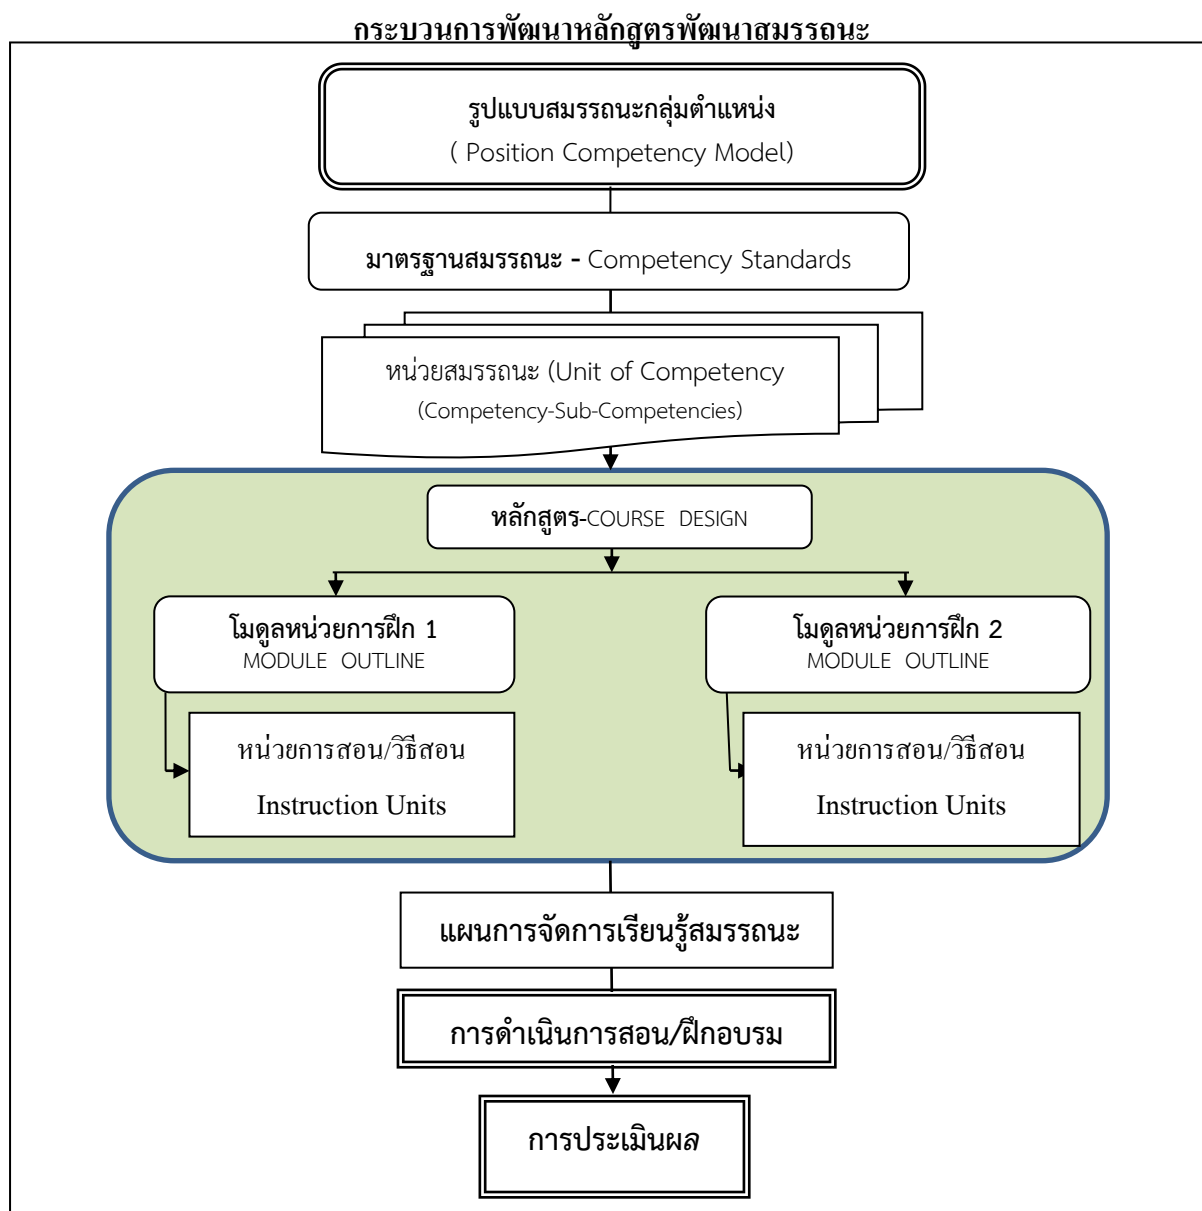 กระบวนการพัฒนาหลักสูตรพัฒนาสมรรถนะ
รูปแบบสมรรถนะกลุ่มตำแหน่ง
( Position Competency Model)
มาตรฐานสมรรถนะ - Competency Standards
หน่วยสมรรถนะ (Unit of Competency
(Competency-Sub-Competencies)
หลักสูตร-COURSE DESIGN
โมดูลหน่วยการฝึก 1
MODULE OUTLINE
โมดูลหน่วยการฝึก 2
MODULE OUTLINE
หน่วยการสอน/วิธีสอน
Instruction Units
หน่วยการสอน/วิธีสอน
Instruction Units
แผนการจัดการเรียนรู้สมรรถนะ
การดำเนินการสอน/ฝึกอบรม
การประเมินผล